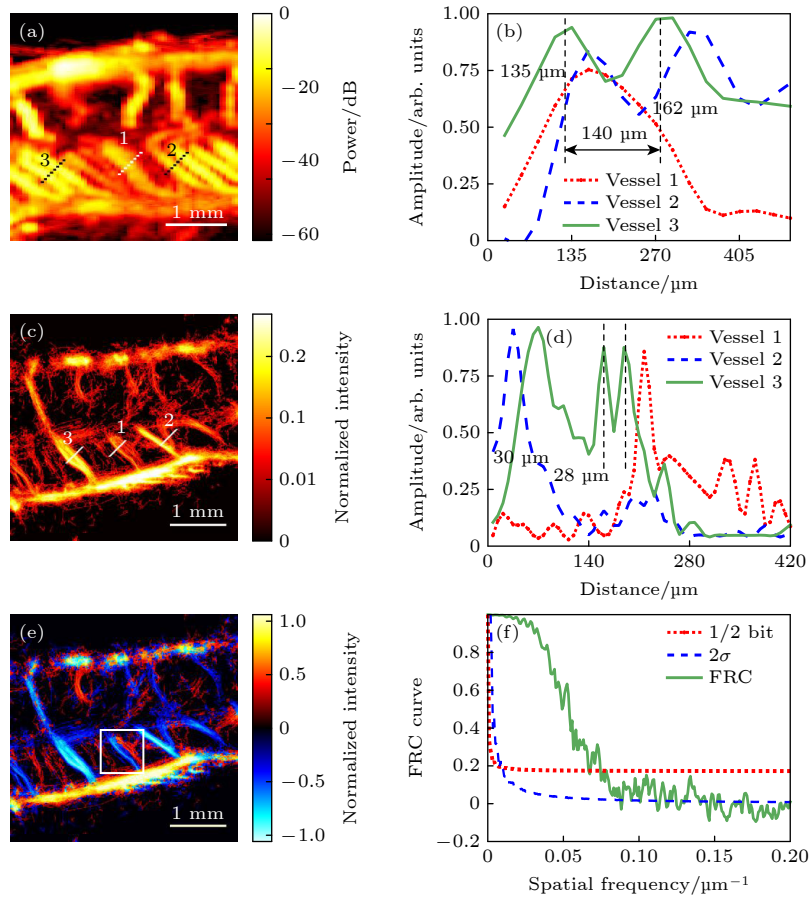 (a)
0
−20
−40
−60
Power/dB
1
2
3
1 mm
(b)
1.00
0.75
0.50
0.25
0
Amplitude/arb. units
135 µm
162 µm
140 µm
Vessel 1
Vessel 2
Vessel 3
0
135
270
405
Distance/µm
(c)
0.2
0.1
0.01
0
Normalized intensity
1
2
3
1 mm
(d)
1.00
0.75
0.50
0.25
0
Amplitude/arb. units
Vessel 1
Vessel 2
Vessel 3
30 µm
28 µm
0
140
280
420
Distance/µm
(e)
1.0
0.5
0
−0.5
−1.0
Normalized intensity
1 mm
(f)
0.8
0.6
0.4
0.2
0
−0.2
FRC curve
1/2 bit
2σ
FRC
0
0.05
0.10
0.15
0.20
Spatial frequency/µm⁻¹